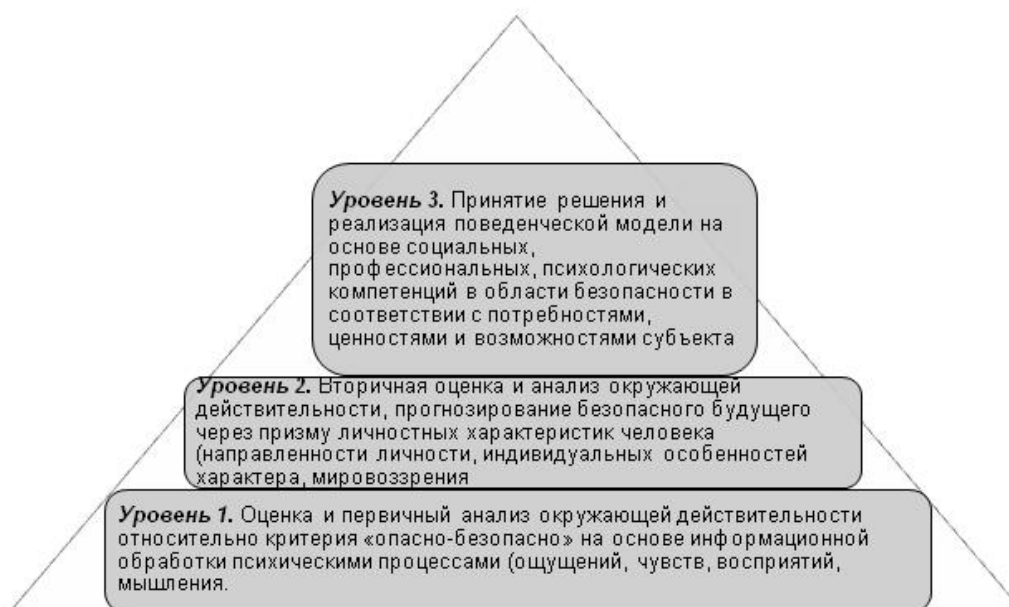 Уровень 3. Принятие решения и
реализация поведенческой модели на
основе социальных,
профессиональных, психологических
компетенций в области безопасности в
соответствии с потребностями,
ценностями и возможностями субъекта
Уровень 2. Вторичная оценка и анализ окружающей
действительности, прогнозирование безопасного будущего
через призму личностных характеристик человека
(направленности личности, индивидуальных особенностей
характера, мировоззрения
Уровень 1. Оценка и первичный анализ окружающей действительности
относительно критерия «опасно-безопасно» на основе информационной
обработки психическими процессами (ощущений, чувств, восприятий,
мышления.